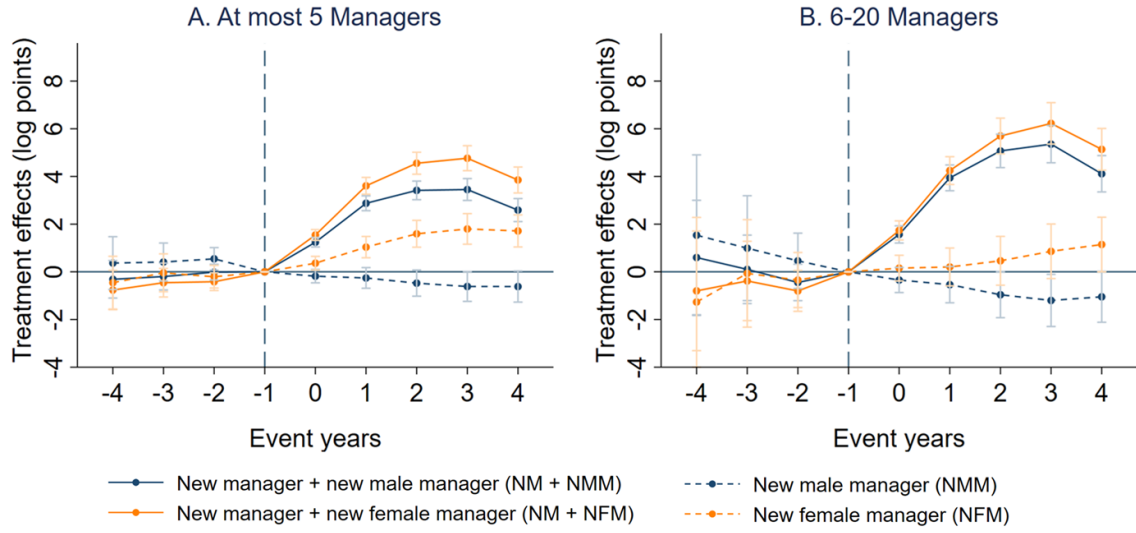 A. At most 5 Managers
Treatment effects (log points)
8
6
4
2
0
-2
-4
-4 -3 -2 -1 0 1 2 3 4
Event years
B. 6-20 Managers
Treatment effects (log points)
8
6
4
2
0
-2
-4
-4 -3 -2 -1 0 1 2 3 4
Event years
New manager + new male manager (NM + NMM)
New male manager (NMM)
New manager + new female manager (NM + NFM)
New female manager (NFM)